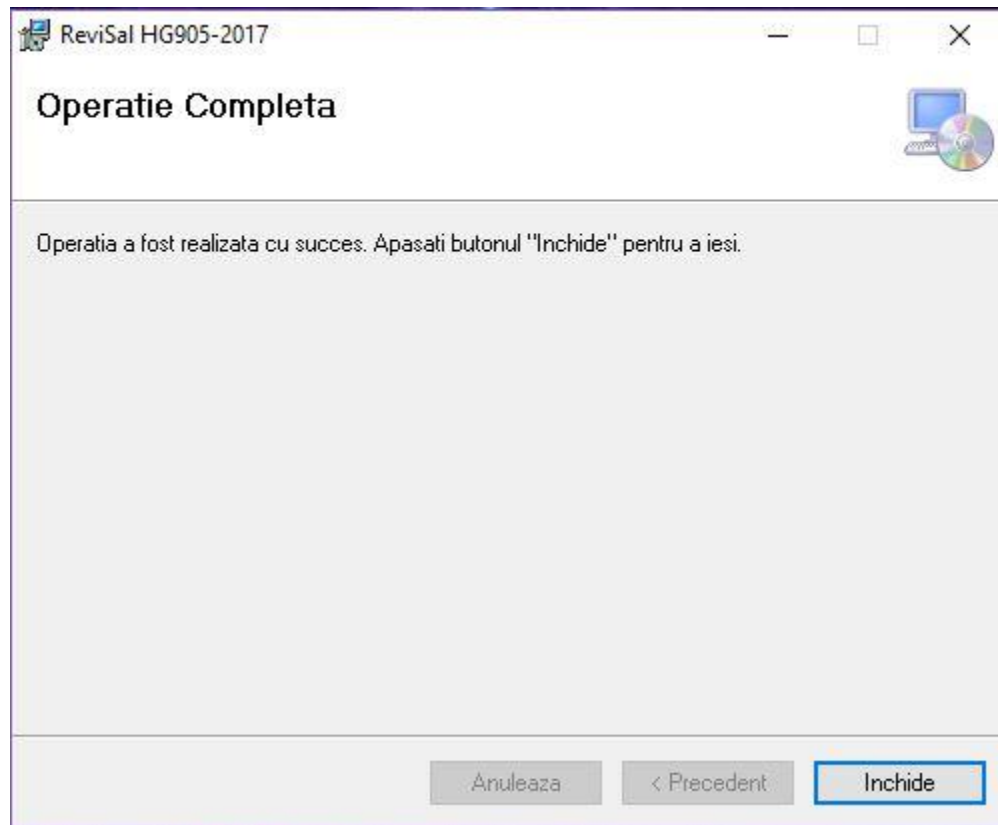 ReviSal HG905-2017
Operatie Completa
Operatia a fost realizata cu succes. Apasati butonul "Inchide" pentru a iesi.
Anuleaza
< Precedent
Inchide